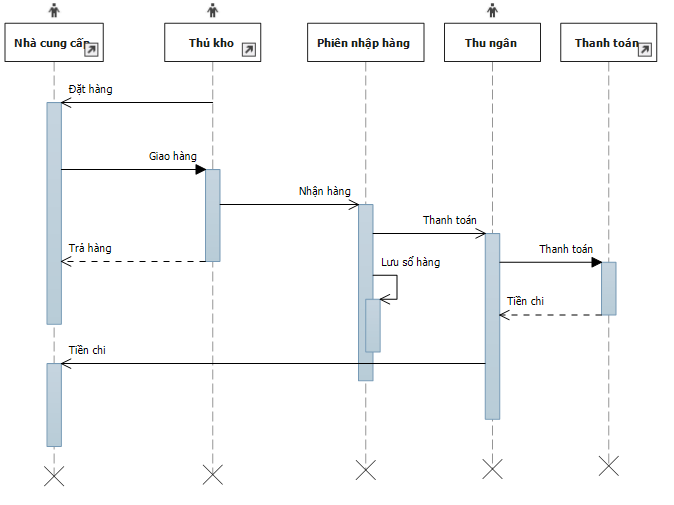 Nhà cung cấp
Thủ kho
Phiên nhập hàng
Thu ngân
Thanh toán
Đặt hàng
Giao hàng
Nhận hàng
Thanh toán
Trả hàng
Thanh toán
Lưu số hàng
Tiền chi
Tiền chi